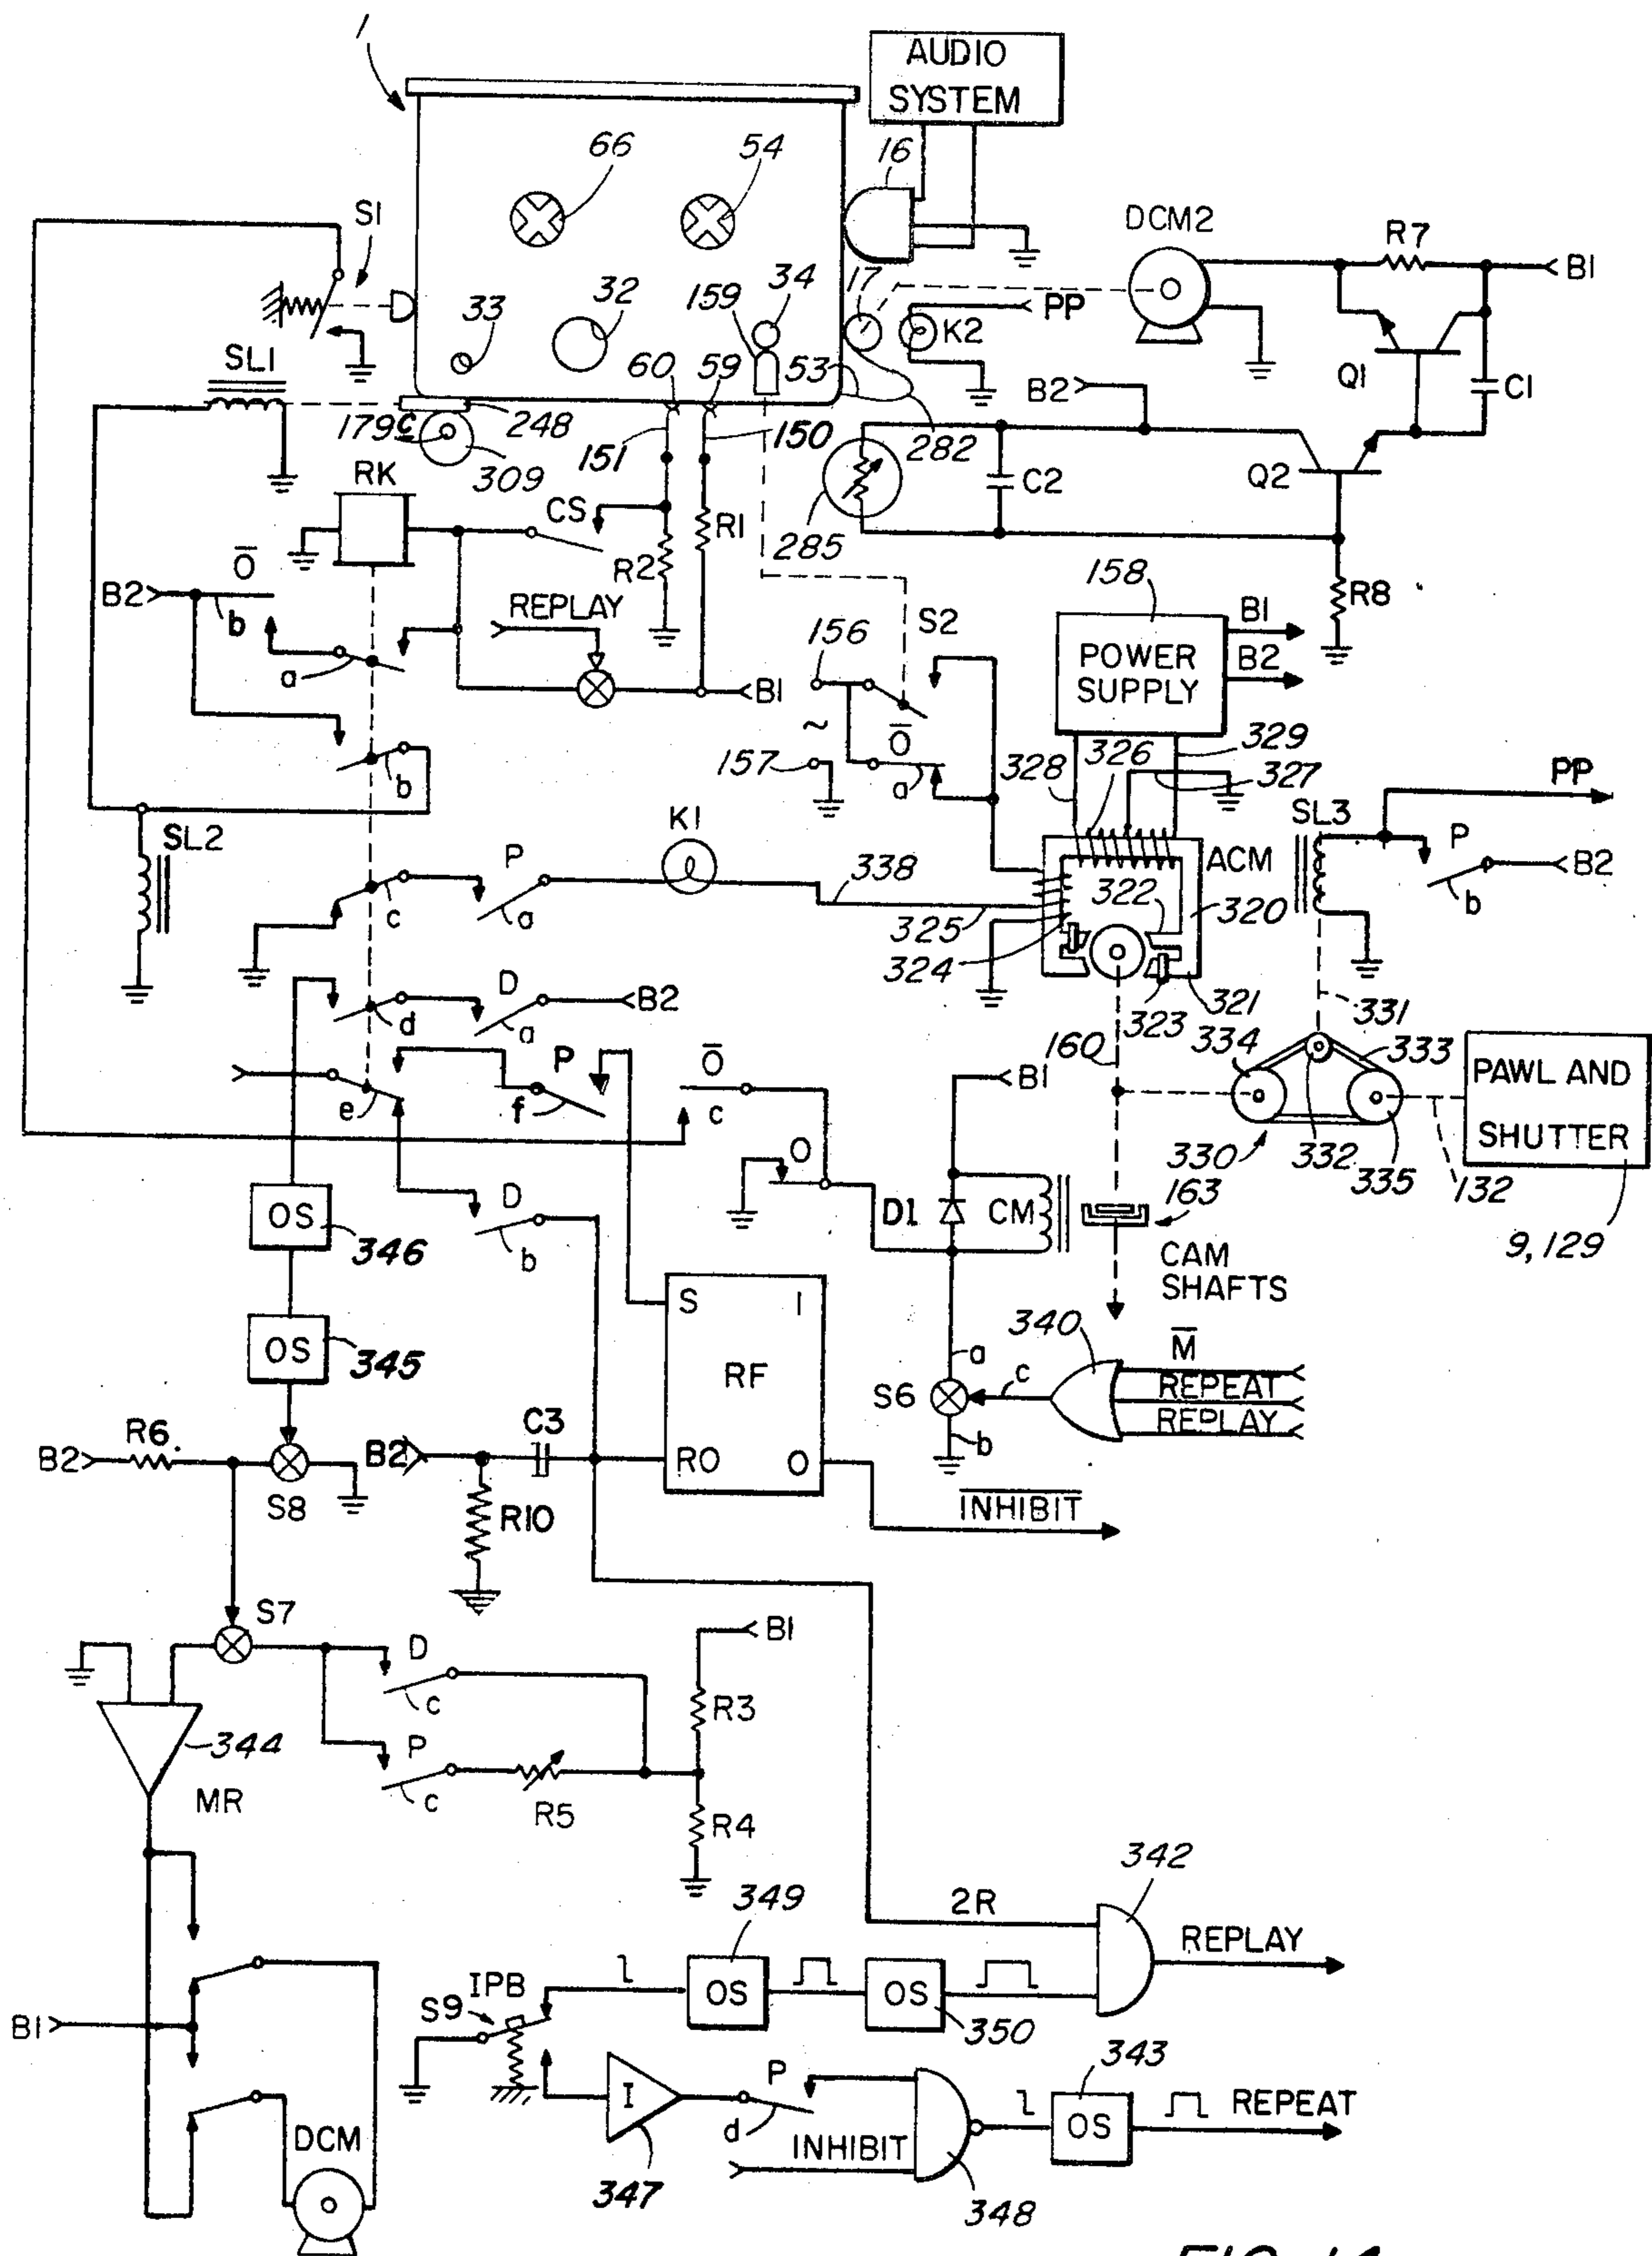 1
AUDIO
SYSTEM
66
54
16
S1
DCM2
R7
B1
33
32
159
34
17
PP
K2
SL1
60
59
53
B2
Q1
C1
179c
248
151
150
282
309
RK
CS
R1
C2
Q2
285
R2
O̅
B2
b
REPLAY
158
R8
B1
a
156
S2
POWER
SUPPLY
B2
B1
~
O̅
157
a
328
326
329
327
b
PP
SL3
SL2
K1
ACM
P
P
338
322
320
B2
c
a
325
b
324
D
B2
321
d
a
323
331
160
334
333
P
O̅
B1
PAWL AND
SHUTTER
e
f
c
O
330
332
335
132
163
OS
D
D1
CM
9, 129
346
b
CAM
SHAFTS
S
1
340
M̅
OS
345
RF
a
c
REPEAT
S6
REPLAY
R6
C3
B2
B2
RO
O
b
S8
R10
INHIBIT
S7
B1
D
c
R3
344
P
MR
c
R5
R4
342
349
2R
REPLAY
IPB
OS
OS
S9
B1
350
343
P
I
REPEAT
d
OS
DCM
INHIBIT
347
348
FIG. 14